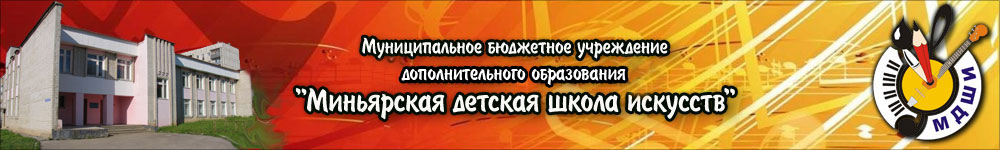 Муниципальное бюджетное учреждение
дополнительного образования
"Миньярская детская школа искусств"
МДШИ